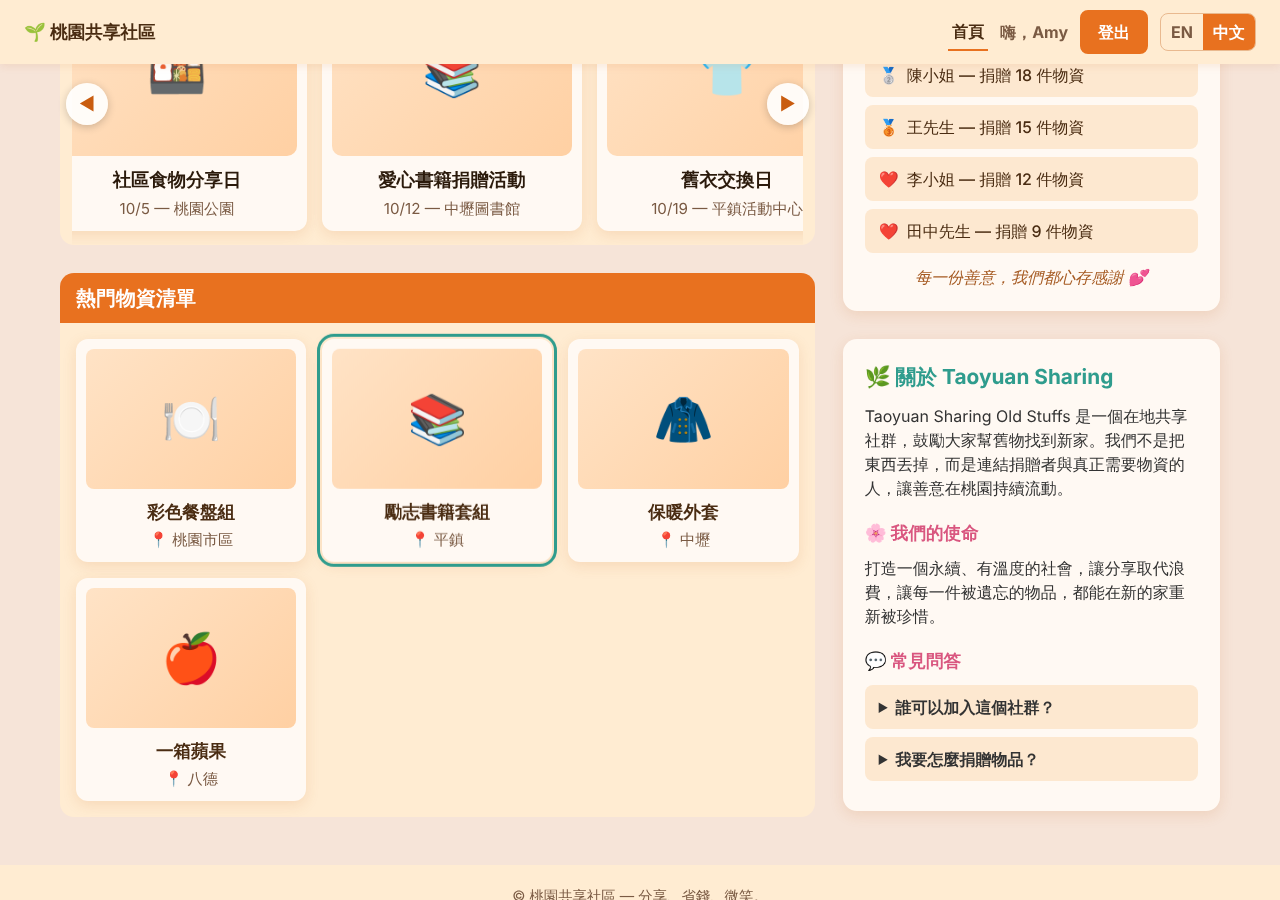 🌱 桃園共享社區
首頁
嗨，Amy
登出
EN
中文
◀
▶
社區食物分享日
10/5 — 桃園公園
愛心書籍捐贈活動
10/12 — 中壢圖書館
舊衣交換日
10/19 — 平鎮活動中心
熱門物資清單
彩色餐盤組
📍 桃園市區
勵志書籍套組
📍 平鎮
保暖外套
📍 中壢
一箱蘋果
📍 八德
🥈 陳小姐 — 捐贈 18 件物資
🥉 王先生 — 捐贈 15 件物資
❤️ 李小姐 — 捐贈 12 件物資
❤️ 田中先生 — 捐贈 9 件物資
每一份善意，我們都心存感謝 💕
🌿 關於 Taoyuan Sharing
Taoyuan Sharing Old Stuffs 是一個在地共享
社群，鼓勵大家幫舊物找到新家。我們不是把
東西丟掉，而是連結捐贈者與真正需要物資的
人，讓善意在桃園持續流動。
🌸 我們的使命
打造一個永續、有溫度的社會，讓分享取代浪
費，讓每一件被遺忘的物品，都能在新的家重
新被珍惜。
💬 常見問答
▶ 誰可以加入這個社群？
▶ 我要怎麼捐贈物品？
© 桃園共享社區 — 分享、省錢、微笑。